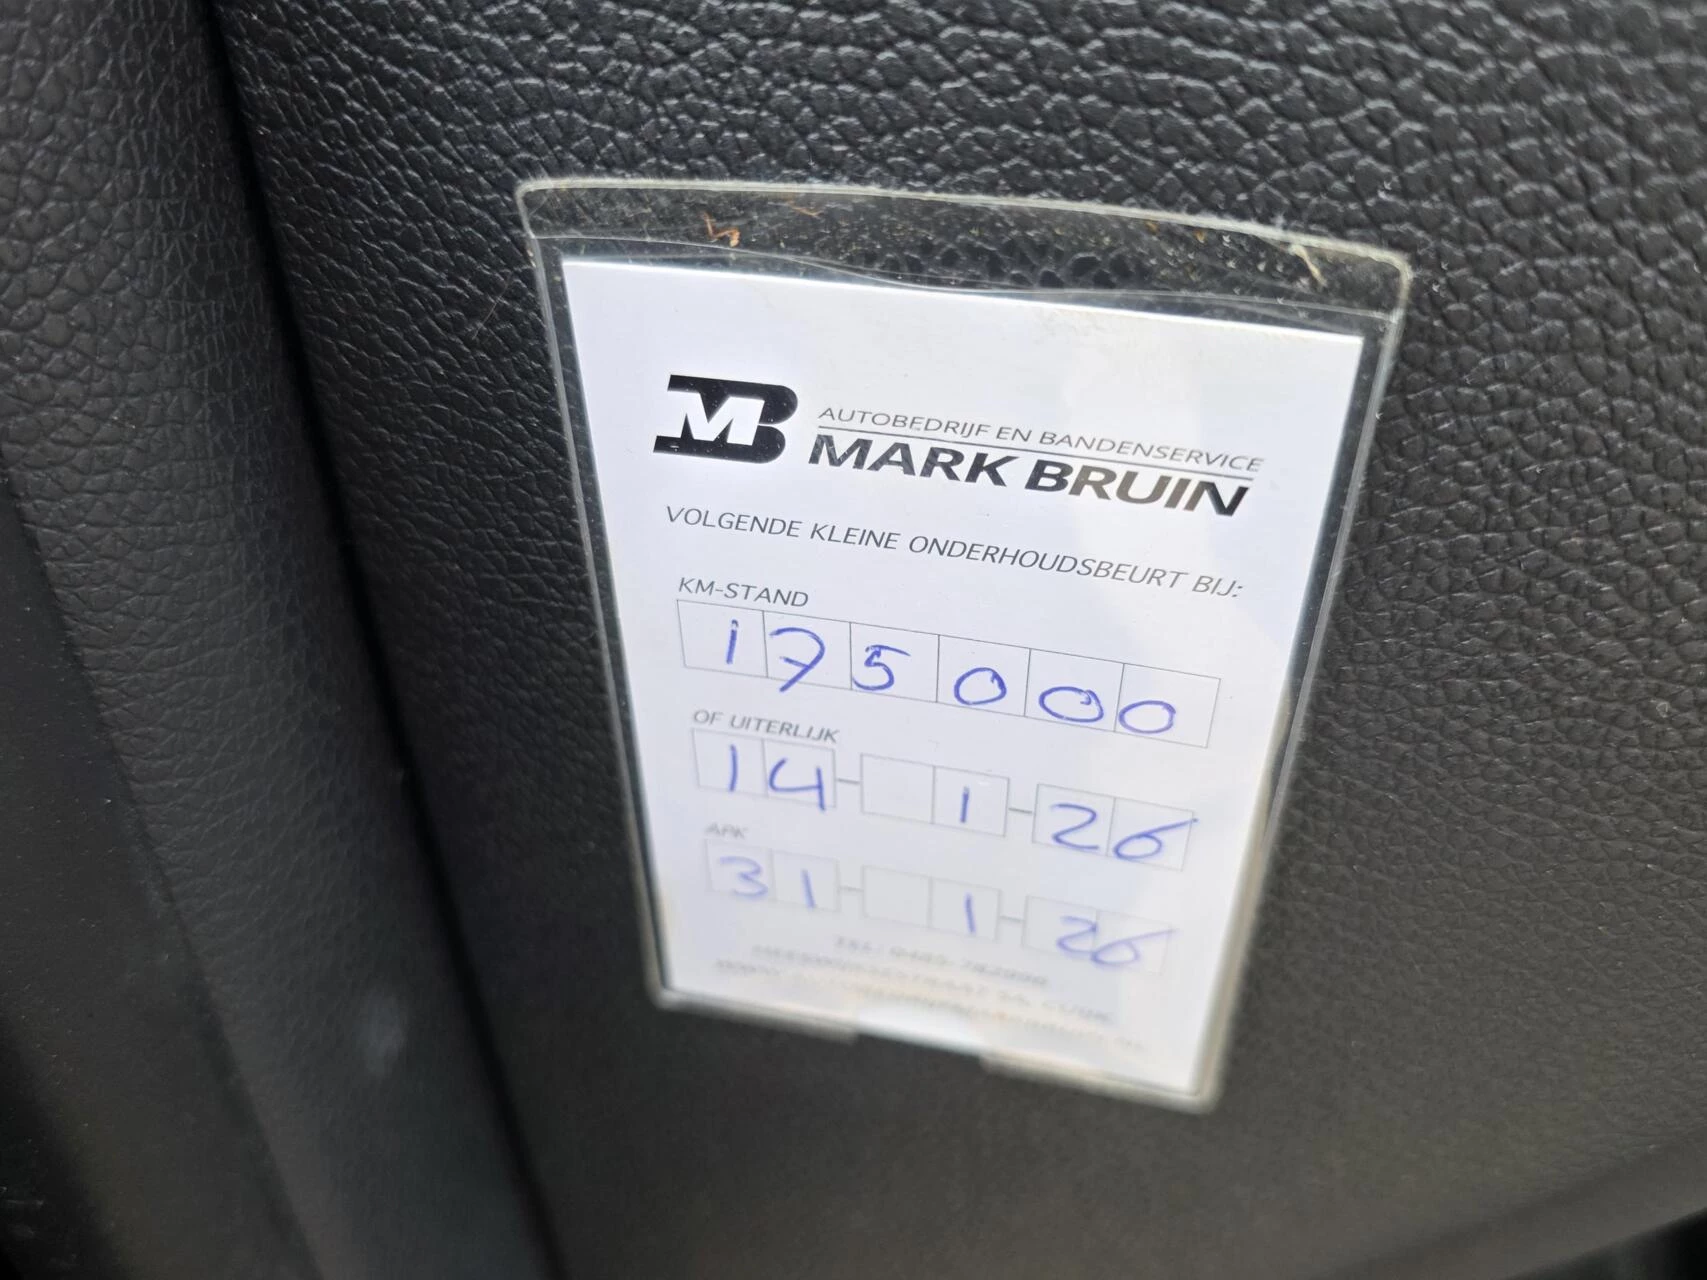 MB
AUTOBEDRIJF EN BANDENSERVICE
MARK BRUIN
VOLGENDE KLEINE ONDERHOUDSBEURT BIJ:
KM-STAND
175000
OF UITERLIJK
14-1-26
APK
31-1-26